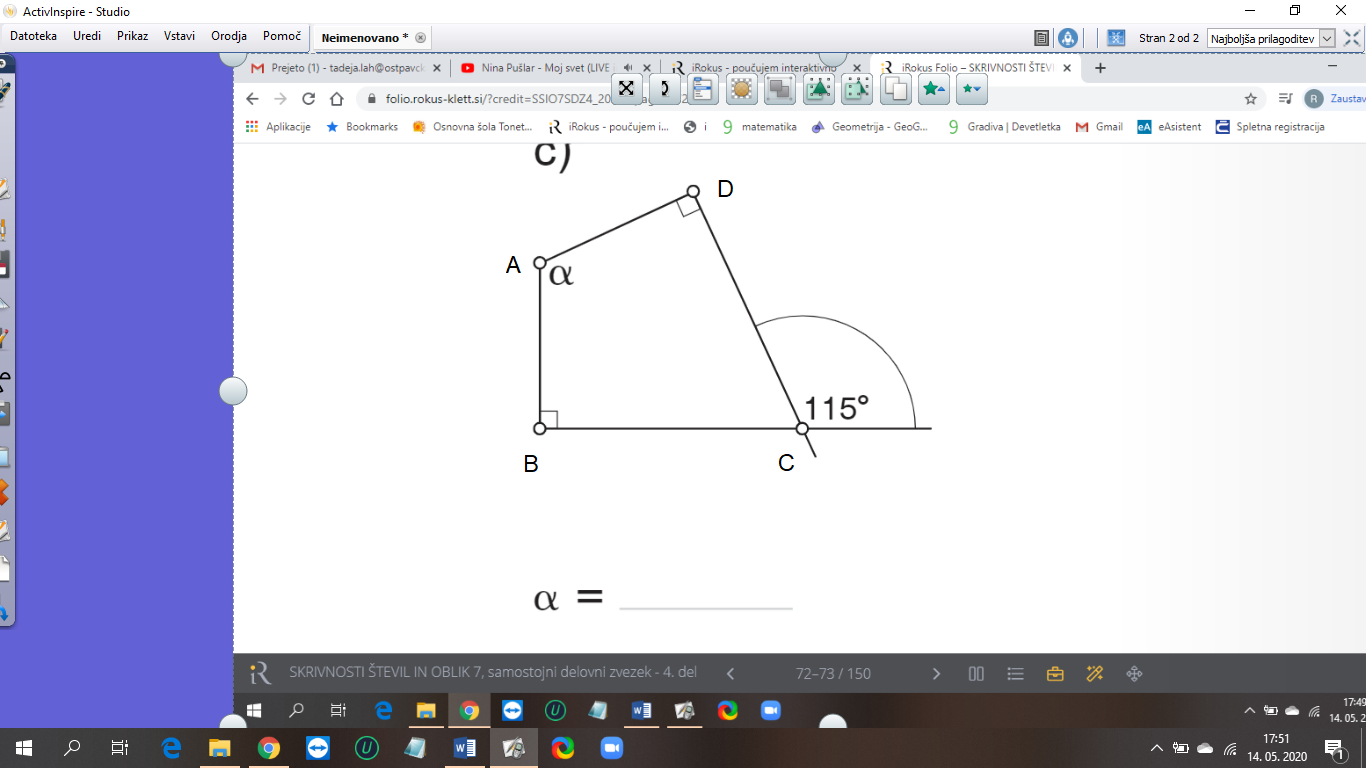 ActivInspire - Studio
Datoteka Uredi Prikaz Vstavi Orodja Pomoč Neimenovano * Stran 2 od 2 Najboljša prilagoditev
Prejeto (1) - tadeja.lah@ostpavck Nina Pušlar - Moj svet (LIVE iRokus - poučujem interaktivno iRokus Folio – SKRIVNOSTI ŠTEVI
folio.rokus-klett.si/?credit=SSIO7SDZ4_20 R Zaustav
Aplikacije Bookmarks Osnovna šola Tonet... iRokus - poučujem i... i matematika Geometrija - GeoG... Gradiva | Devetletka Gmail eAsistent Spletna registracija
c)
D
A
α
115°
B
C
α =
iR SKRIVNOSTI ŠTEVIL IN OBLIK 7, samostojni delovni zvezek - 4. del 72–73 / 150
17:49
14. 05. 2
17:51
14. 05. 2020